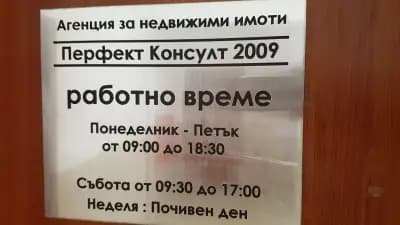 Агенция за недвижими имоти
Перфект Консулт 2009
работно време
Понеделник - Петък
от 09:00 до 18:30
Събота от 09:30 до 17:00
Неделя : Почивен ден